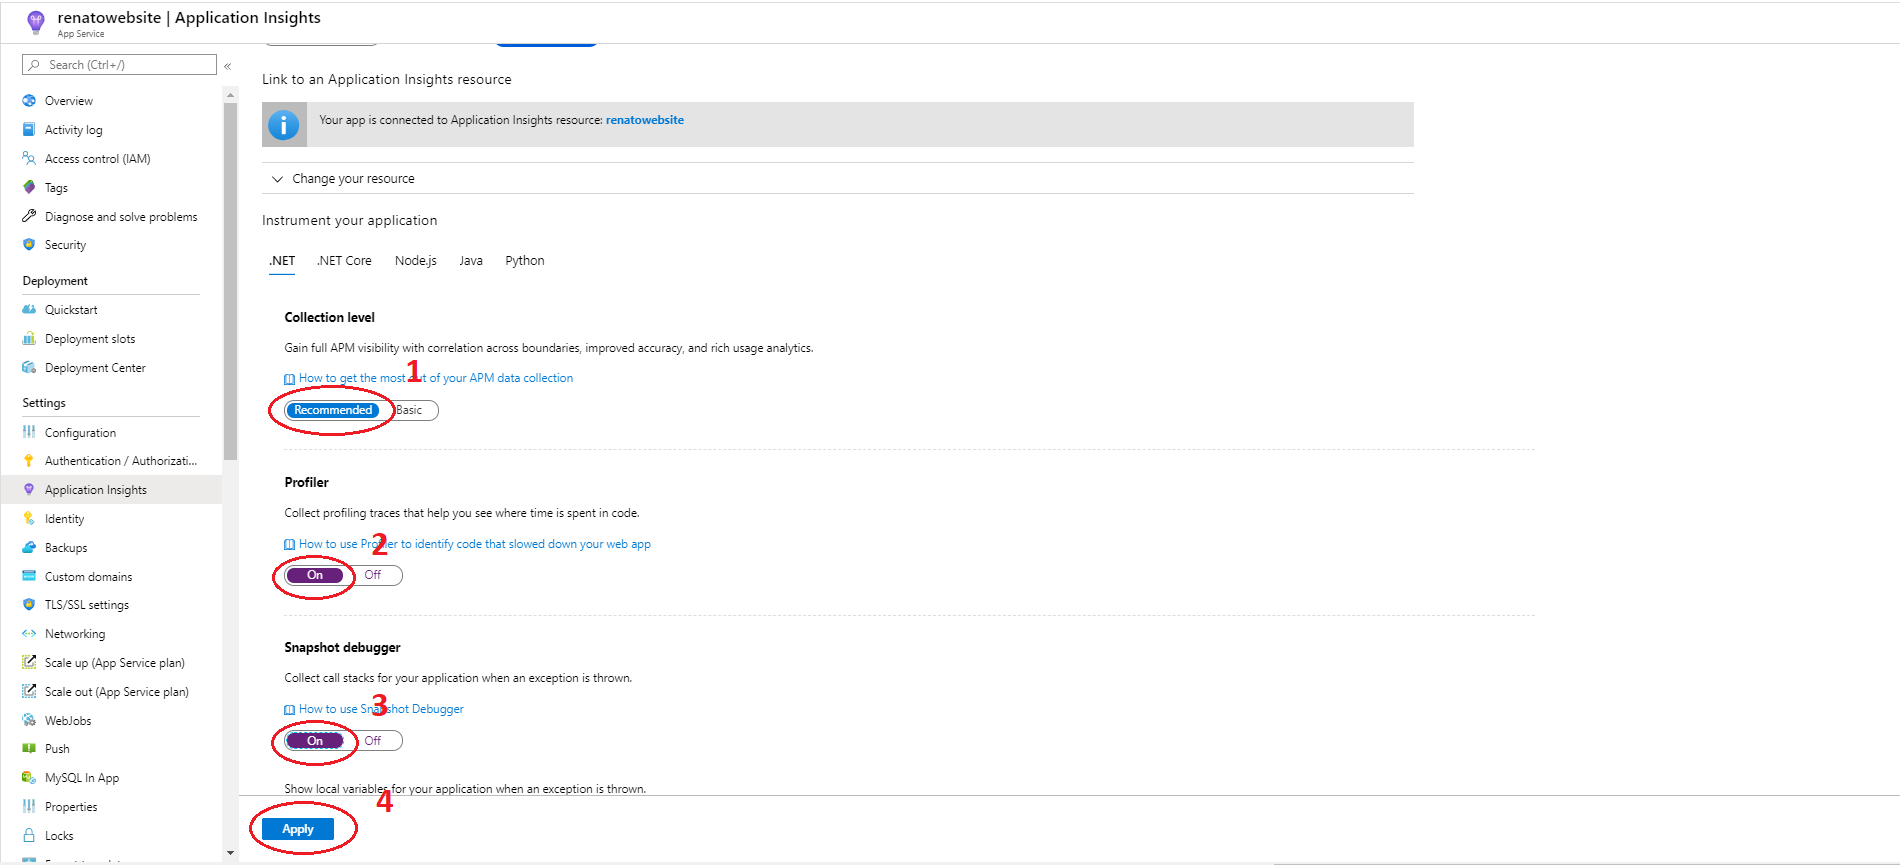 renatowebsite | Application Insights
App Service
Search (Ctrl+/)
«
Overview
Activity log
Access control (IAM)
Tags
Diagnose and solve problems
Security
Deployment
Quickstart
Deployment slots
Deployment Center
Settings
Configuration
Authentication / Authorizati...
Application Insights
Identity
Backups
Custom domains
TLS/SSL settings
Networking
Scale up (App Service plan)
Scale out (App Service plan)
WebJobs
Push
MySQL In App
Properties
Locks
Link to an Application Insights resource
Your app is connected to Application Insights resource: renatowebsite
Change your resource
Instrument your application
.NET .NET Core Node.js Java Python
Collection level
Gain full APM visibility with correlation across boundaries, improved accuracy, and rich usage analytics.
1
How to get the most out of your APM data collection
Recommended Basic
Profiler
Collect profiling traces that help you see where time is spent in code.
2
How to use Profiler to identify code that slowed down your web app
On Off
Snapshot debugger
Collect call stacks for your application when an exception is thrown.
3
How to use Snapshot Debugger
On Off
Show local variables for your application when an exception is thrown.
4
Apply